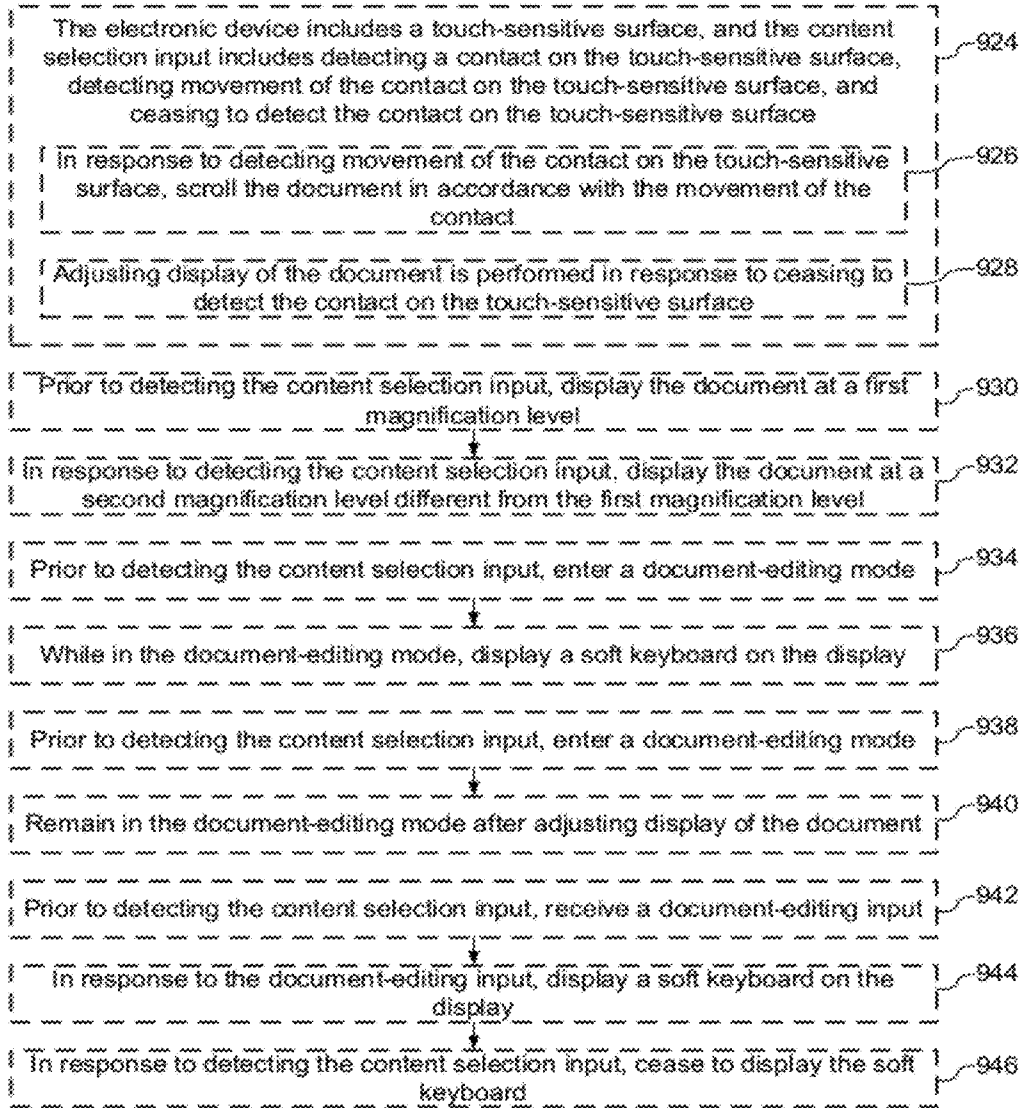 The electronic device includes a touch-sensitive surface, and the content
selection input includes detecting a contact on the touch-sensitive surface,
detecting movement of the contact on the touch-sensitive surface, and
ceasing to detect the contact on the touch-sensitive surface
924
In response to detecting movement of the contact on the touch-sensitive
surface, scroll the document in accordance with the movement of the
contact
926
Adjusting display of the document is performed in response to ceasing to
detect the contact on the touch-sensitive surface
928
Prior to detecting the content selection input, display the document at a first
magnification level
930
In response to detecting the content selection input, display the document at a
second magnification level different from the first magnification level
932
Prior to detecting the content selection input, enter a document-editing mode
934
While in the document-editing mode, display a soft keyboard on the display
936
Prior to detecting the content selection input, enter a document-editing mode
938
Remain in the document-editing mode after adjusting display of the document
940
Prior to detecting the content selection input, receive a document-editing input
942
In response to the document-editing input, display a soft keyboard on the
display
944
In response to detecting the content selection input, cease to display the soft
keyboard
946